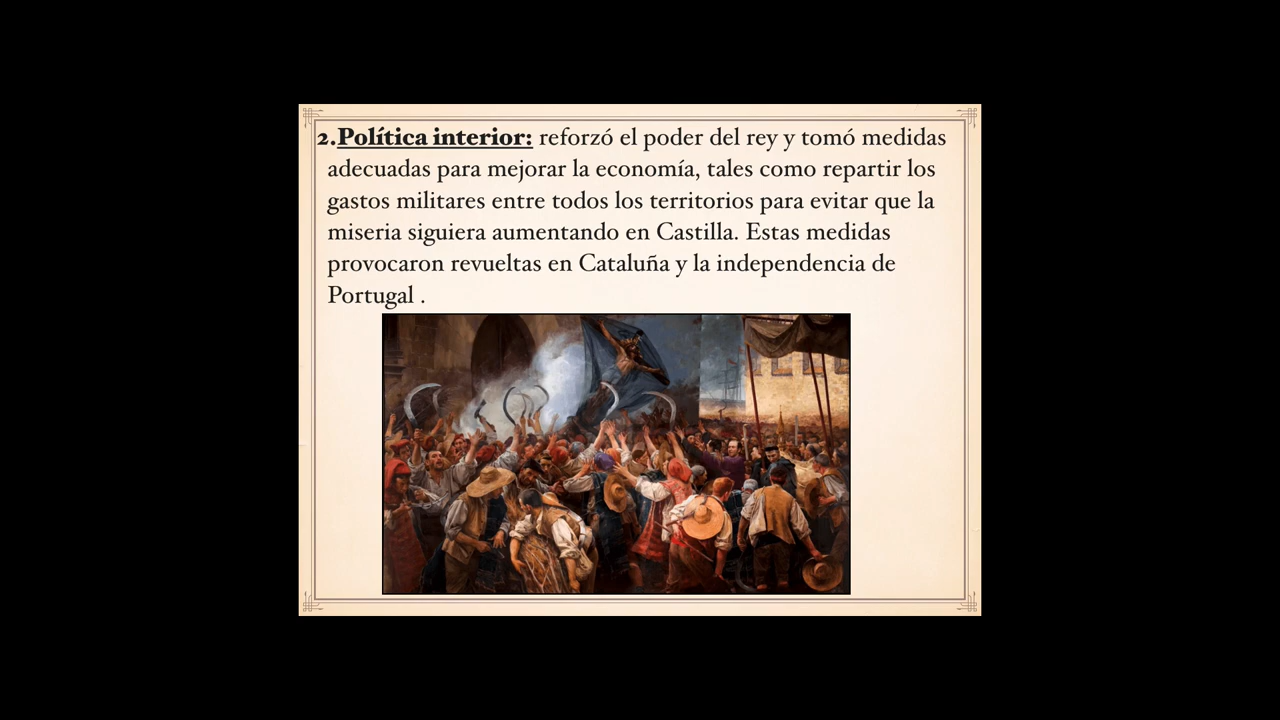 2.Política interior: reforzó el poder del rey y tomó medidas
adecuadas para mejorar la economía, tales como repartir los
gastos militares entre todos los territorios para evitar que la
miseria siguiera aumentando en Castilla. Estas medidas
provocaron revueltas en Cataluña y la independencia de
Portugal .